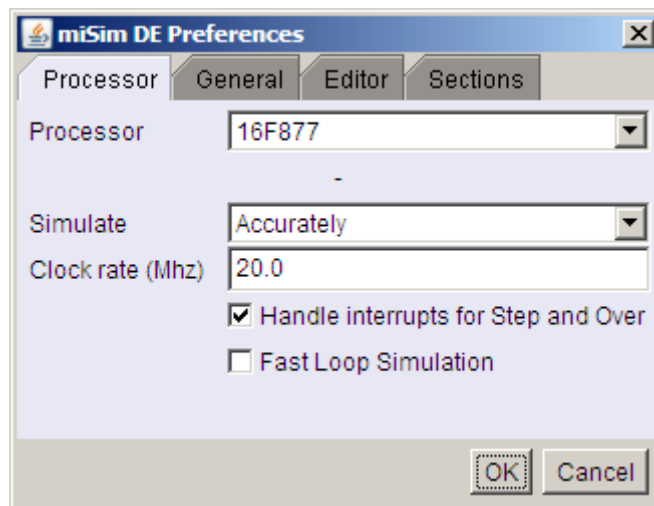 miSim DE Preferences
Processor General Editor Sections
Processor 16F877
-
Simulate Accurately
Clock rate (Mhz) 20.0
Handle interrupts for Step and Over
Fast Loop Simulation
OK Cancel